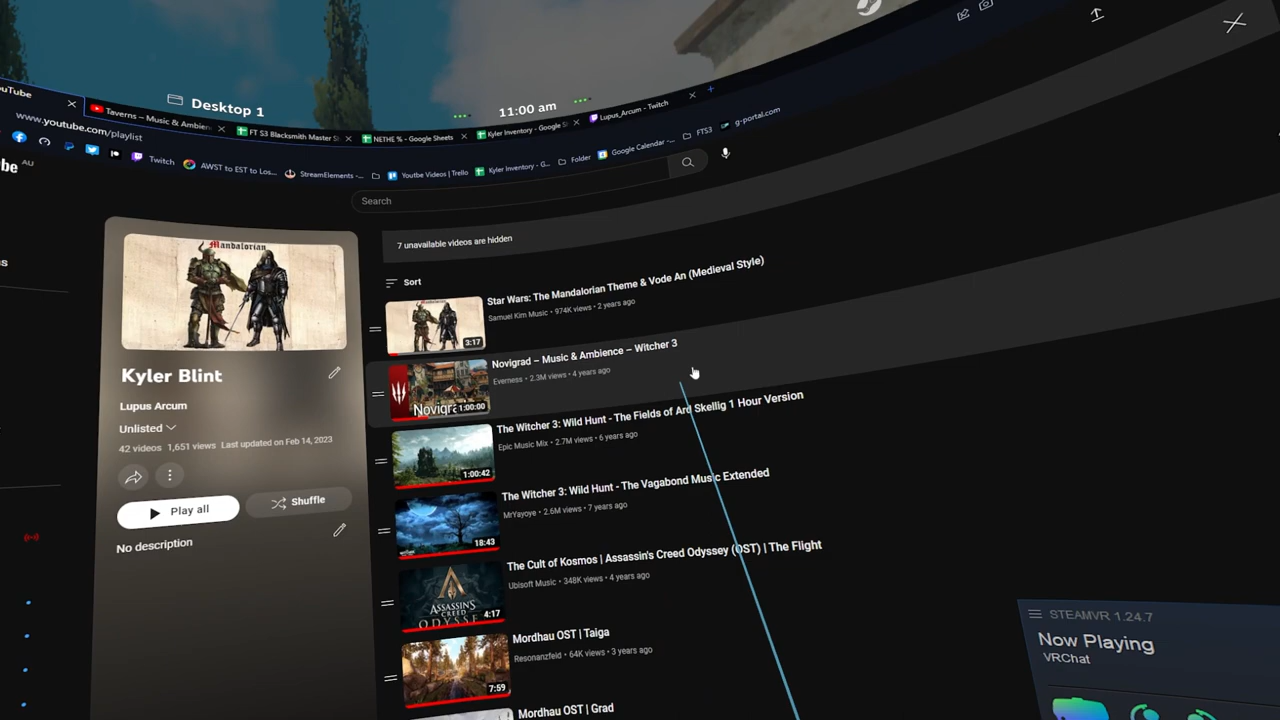 Desktop 1
11:00 am
uTube
Taverns – Music & Ambien
FT S3 Blacksmith Master S
NETHE % - Google Sheets
Kyler Inventory - Google S
Lupus_Arcum - Twitch
www.youtube.com/playlist
Twitch
AWST to EST to Los...
StreamElements -...
Youtbe Videos | Trello
Kyler Inventory - G...
Folder
Google Calendar -...
FTS3
g-portal.com
be
AU
Search
7 unavailable videos are hidden
Sort
Mandalorian
Kyler Blint
Lupus Arcum
Unlisted
42 videos 1,651 views Last updated on Feb 14, 2023
Play all
Shuffle
No description
Star Wars: The Mandalorian Theme & Vode An (Medieval Style)
Samuel Kim Music • 974K views • 2 years ago
3:17
Novigrad – Music & Ambience – Witcher 3
Everness • 2.3M views • 4 years ago
Novigr
1:00:00
The Witcher 3: Wild Hunt - The Fields of Ard Skellig 1 Hour Version
Epic Music Mix • 2.7M views • 6 years ago
1:00:42
The Witcher 3: Wild Hunt - The Vagabond Music Extended
MrYayoye • 2.6M views • 7 years ago
18:43
The Cult of Kosmos | Assassin's Creed Odyssey (OST) | The Flight
Ubisoft Music • 348K views • 4 years ago
ASSASSIN'S
CREED
ODYSSE
4:17
Mordhau OST | Taiga
Resonanzfeld • 64K views • 3 years ago
7:59
Mordhau OST | Grad
STEAMVR 1.24.7
Now Playing
VRChat